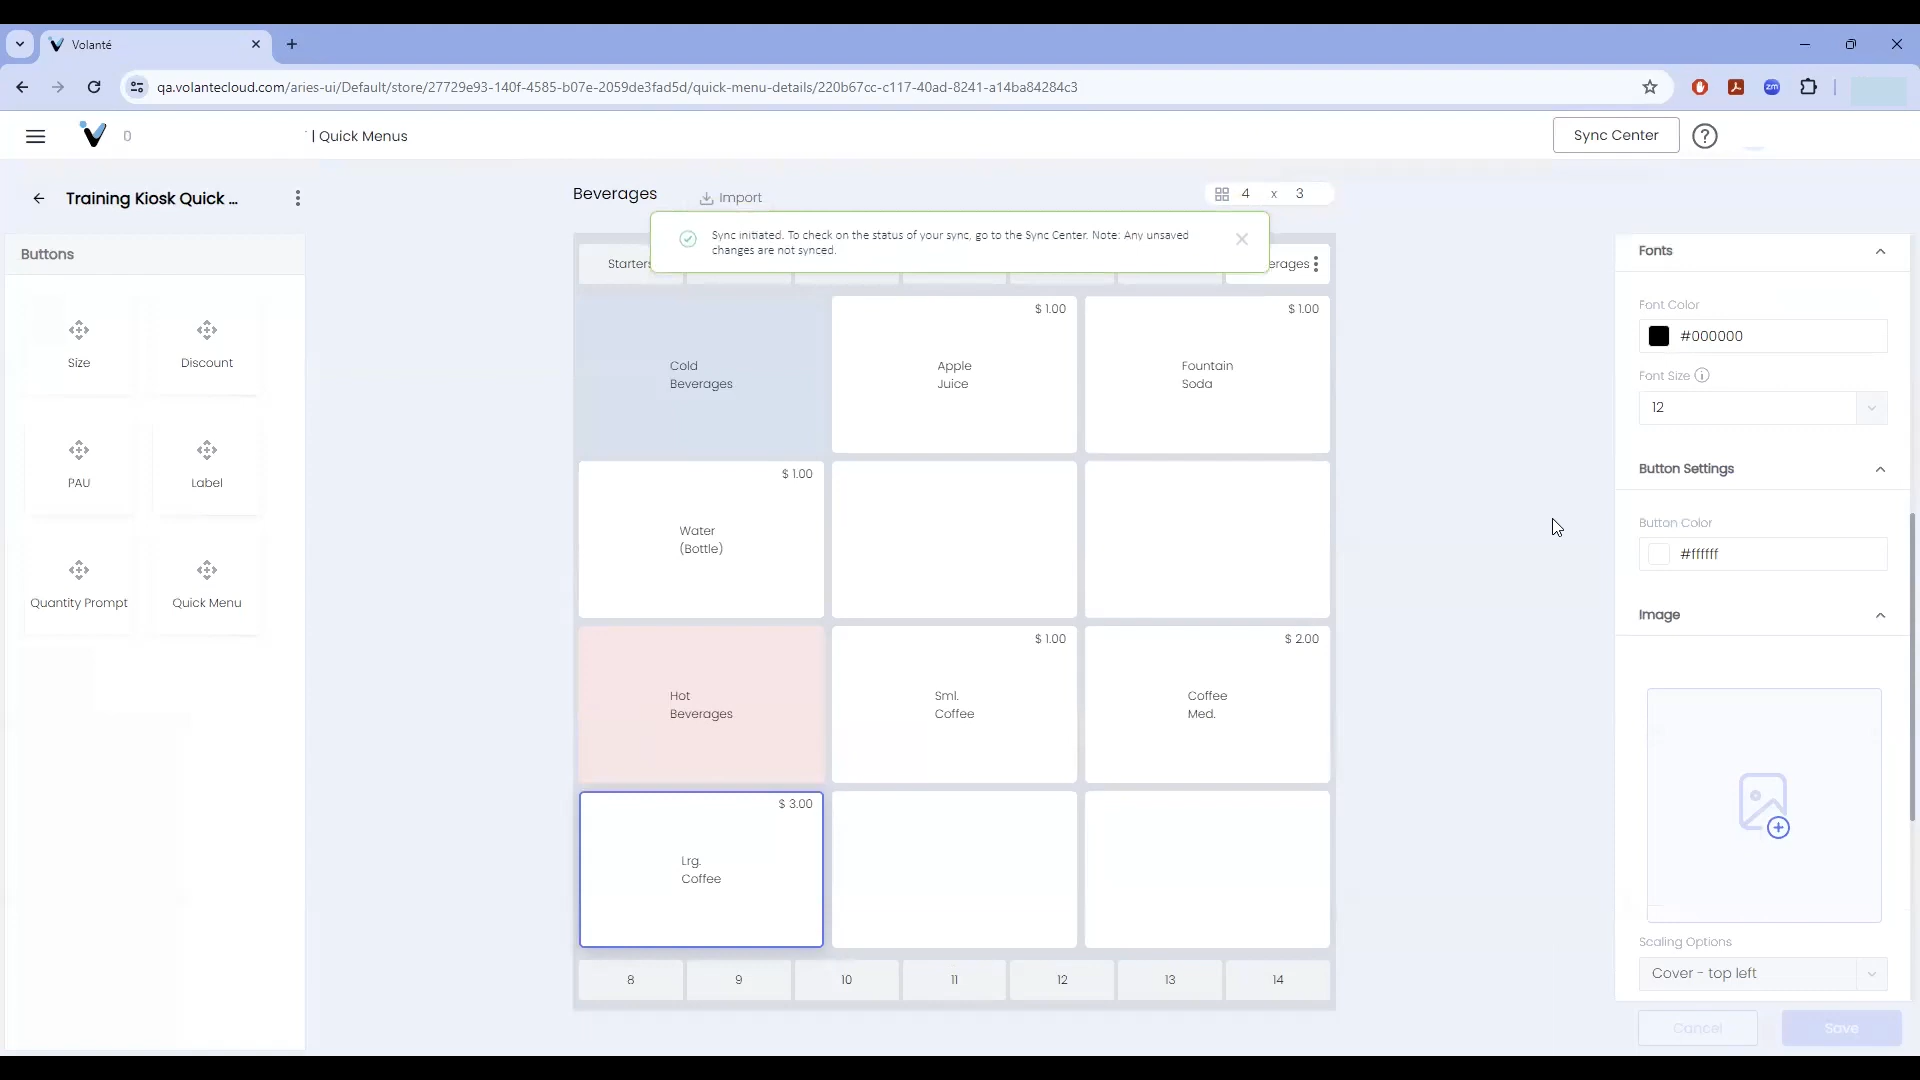 Volanté
qa.volantecloud.com/aries-ui/Default/store/27729e93-140f-4585-b07e-2059de3fad5d/quick-menu-details/220b67cc-c117-40ad-8241-a14ba84284c3
0
| Quick Menus
Sync Center
?
Training Kiosk Quick ...
Buttons
Size
Discount
PAU
Label
Quantity Prompt
Quick Menu
Beverages
Import
4 x 3
Sync initiated. To check on the status of your sync, go to the Sync Center. Note: Any unsaved
changes are not synced.
Starters
erages
Cold
Beverages
$ 1.00
Apple
Juice
$ 1.00
Fountain
Soda
$ 1.00
Water
(Bottle)
Hot
Beverages
$ 1.00
Sml.
Coffee
$ 2.00
Coffee
Med.
$ 3.00
Lrg.
Coffee
8
9
10
11
12
13
14
Fonts
Font Color
#000000
Font Size
12
Button Settings
Button Color
#ffffff
Image
Scaling Options
Cover - top left
Cancel
Save